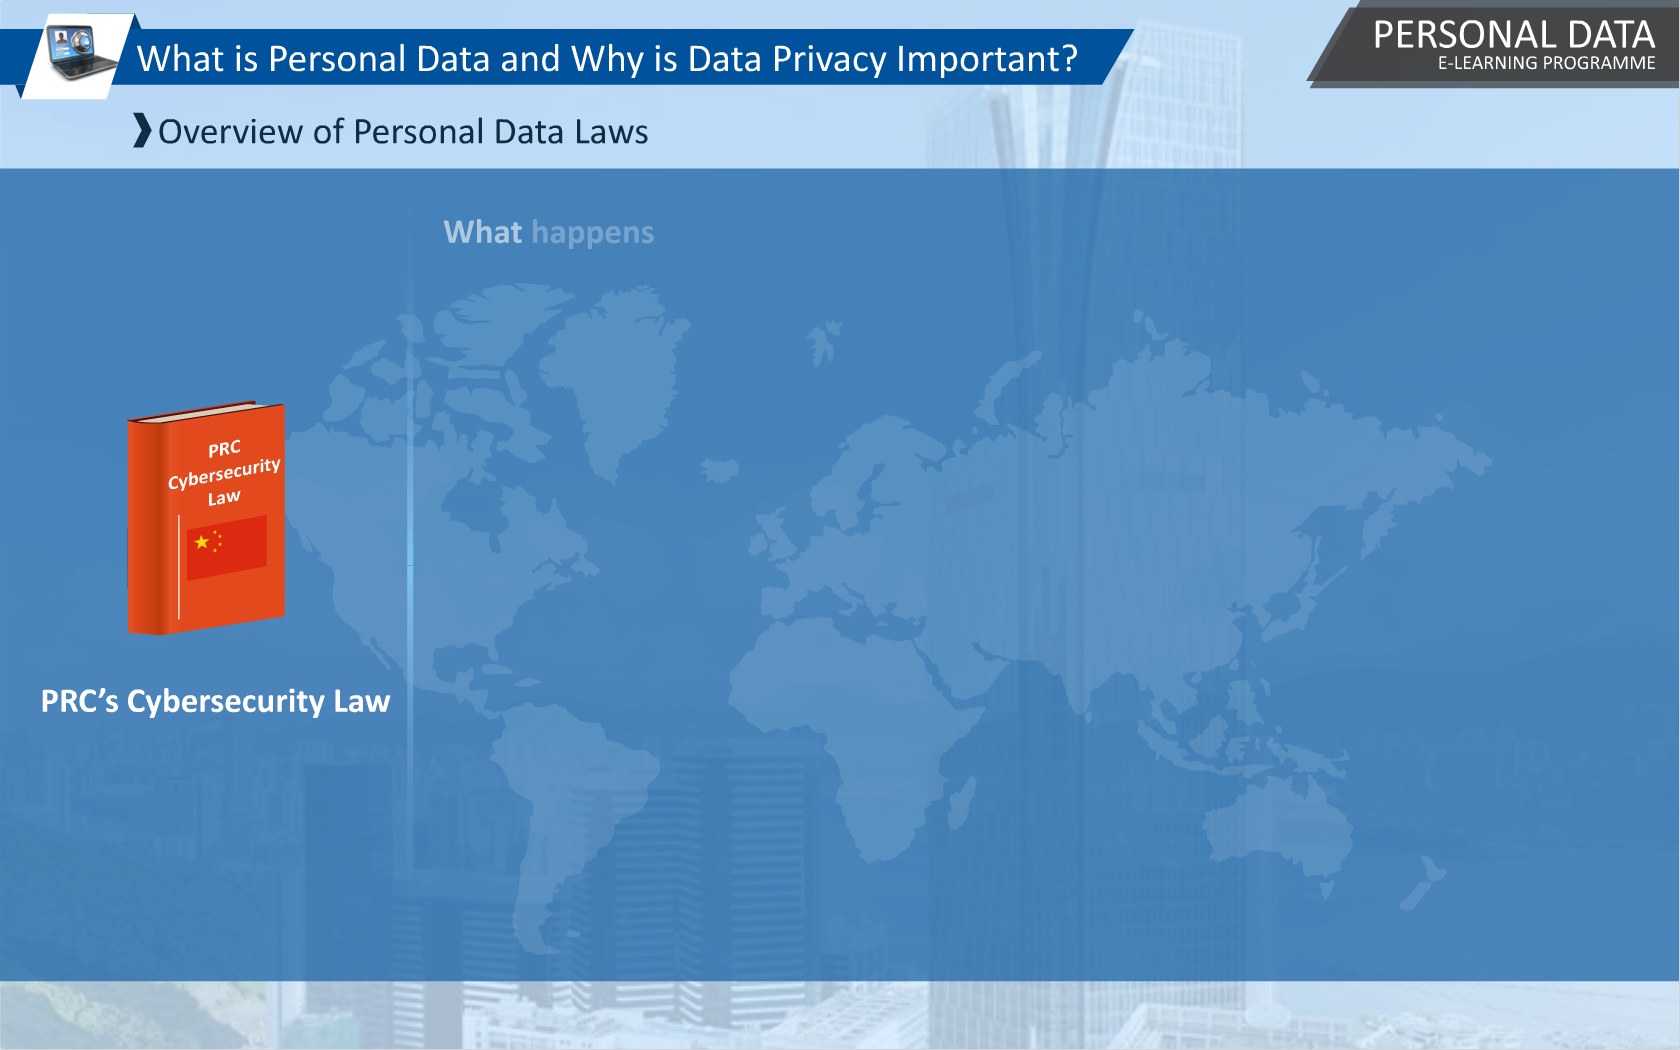 What is Personal Data and Why is Data Privacy Important?
PERSONAL DATA
E-LEARNING PROGRAMME
Overview of Personal Data Laws
What happens
PRC
Cybersecurity
Law
PRC’s Cybersecurity Law